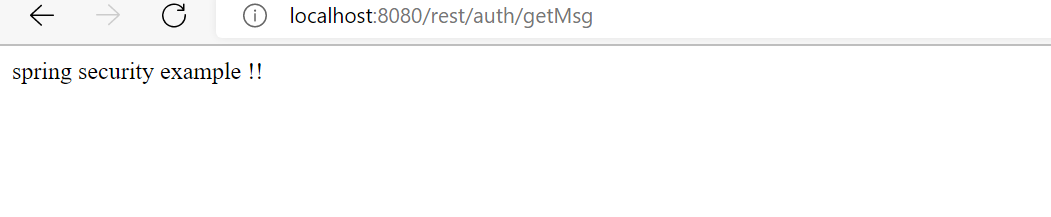 localhost:8080/rest/auth/getMsg
spring security example !!